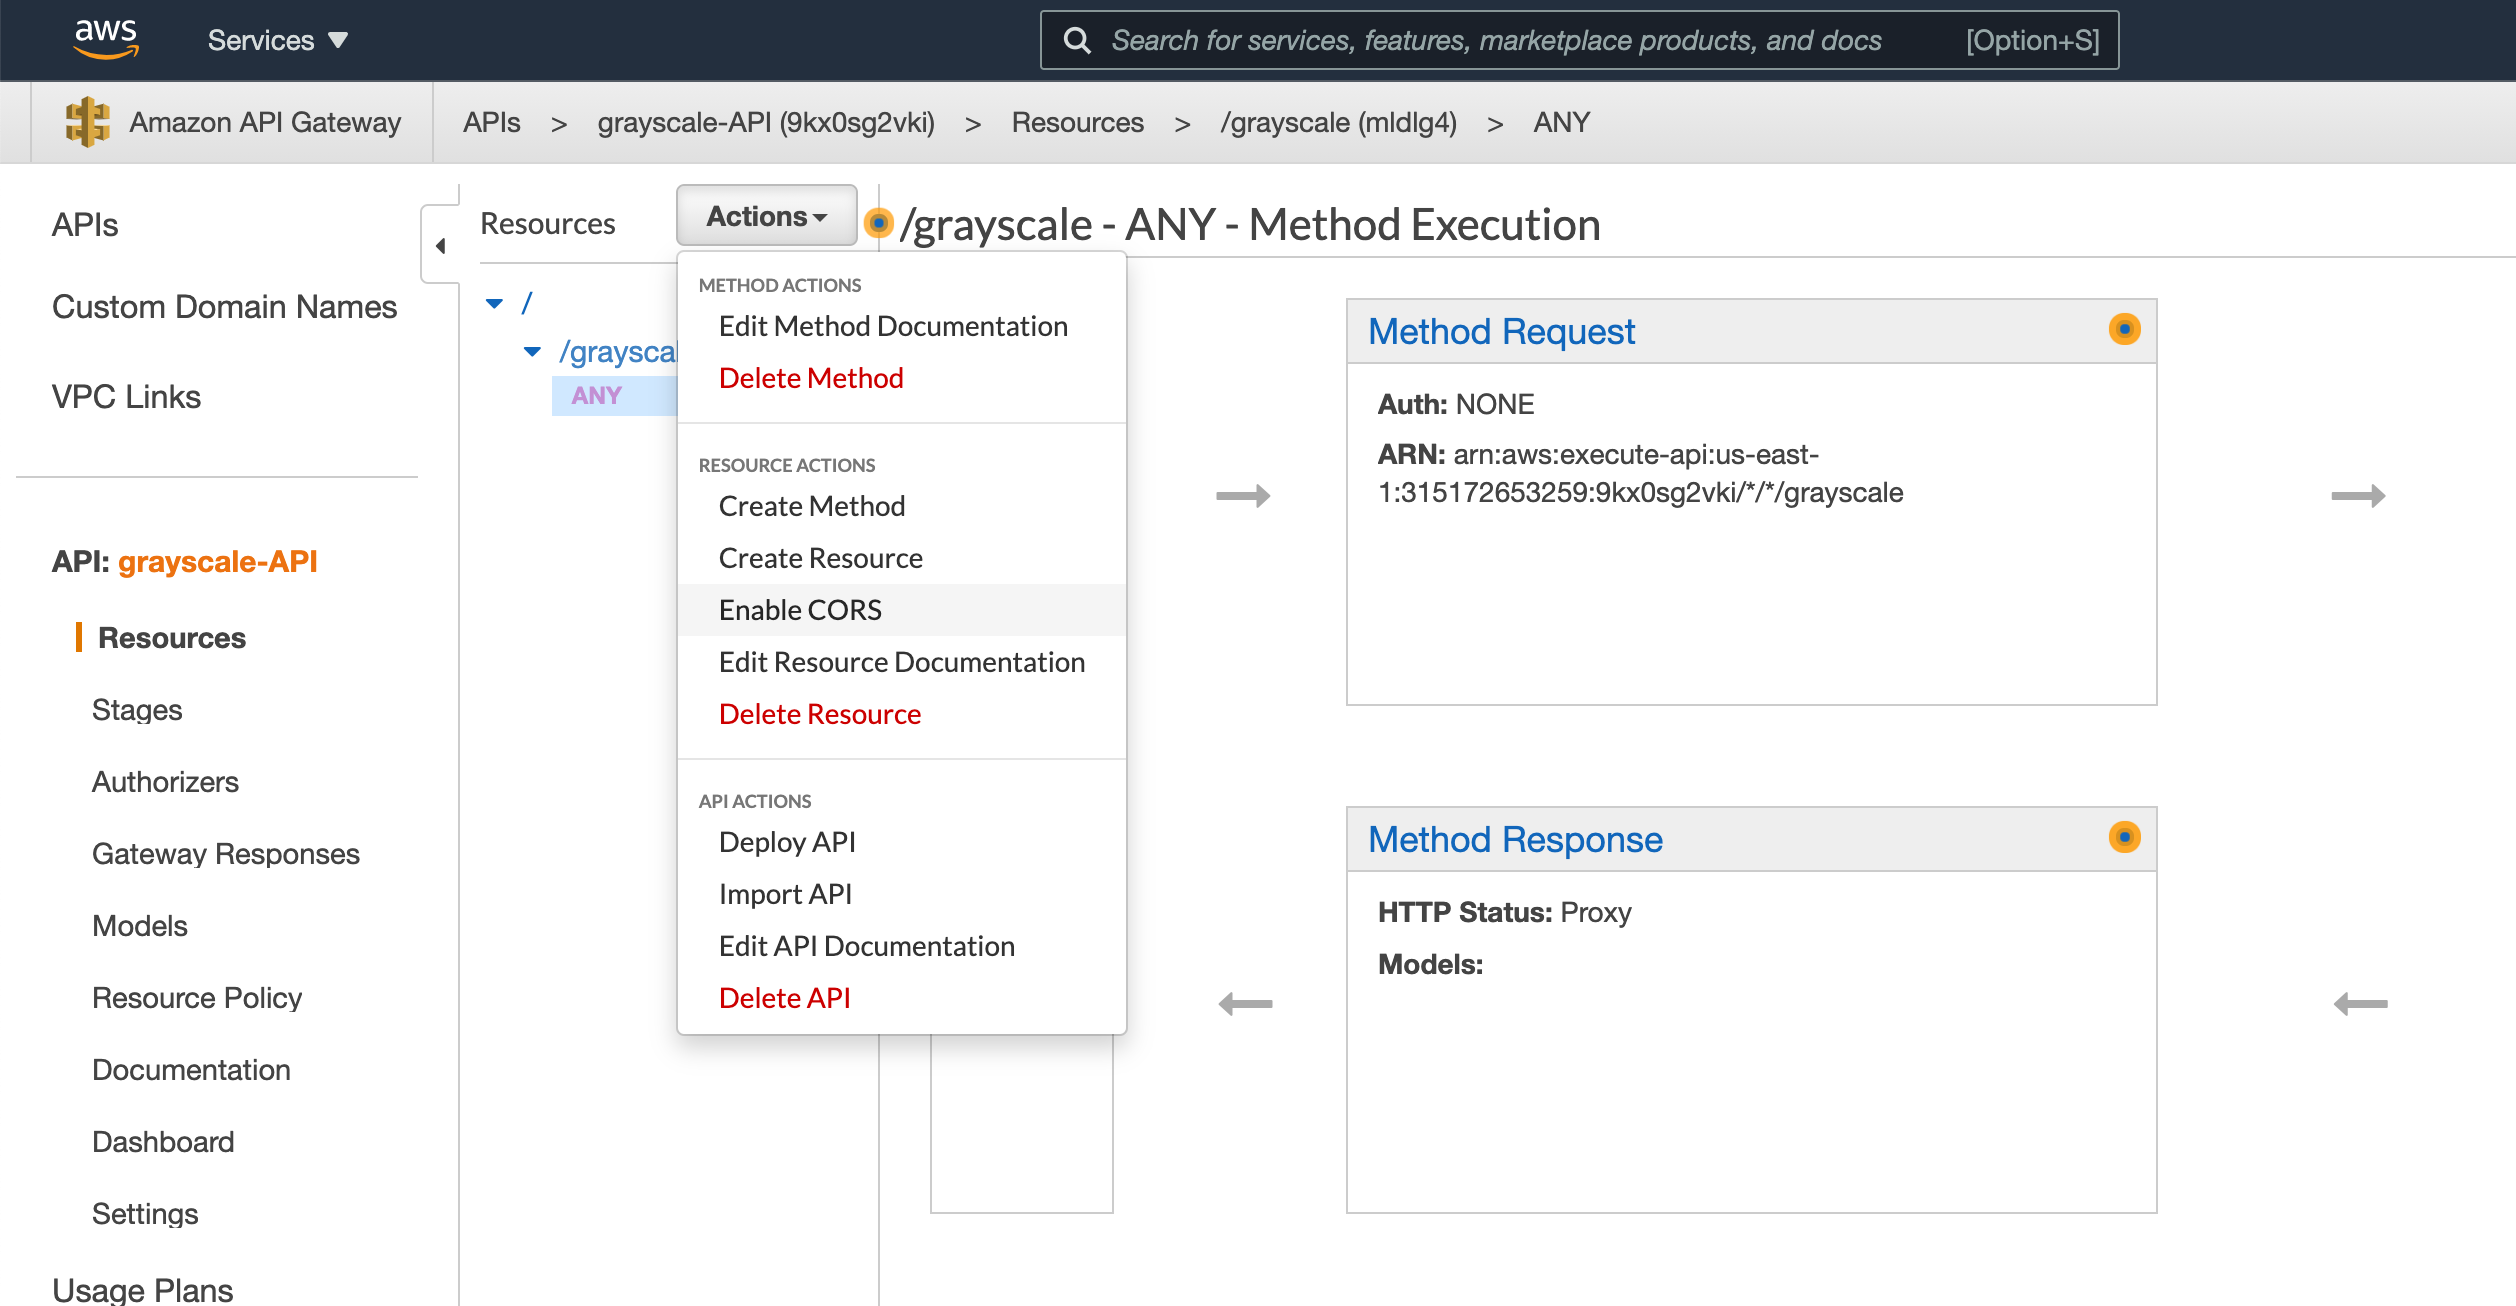 aws
Services
Search for services, features, marketplace products, and docs [Option+S]
Amazon API Gateway
APIs > grayscale-API (9kx0sg2vki) > Resources > /grayscale (mldlg4) > ANY
APIs
Custom Domain Names
VPC Links
API: grayscale-API
Resources
Stages
Authorizers
Gateway Responses
Models
Resource Policy
Documentation
Dashboard
Settings
Usage Plans
Resources
Actions
/
/grayscal
ANY
METHOD ACTIONS
Edit Method Documentation
Delete Method
RESOURCE ACTIONS
Create Method
Create Resource
Enable CORS
Edit Resource Documentation
Delete Resource
API ACTIONS
Deploy API
Import API
Edit API Documentation
Delete API
/grayscale - ANY - Method Execution
Method Request
Auth: NONE
ARN: arn:aws:execute-api:us-east-
1:315172653259:9kx0sg2vki/*/*/grayscale
Method Response
HTTP Status: Proxy
Models: